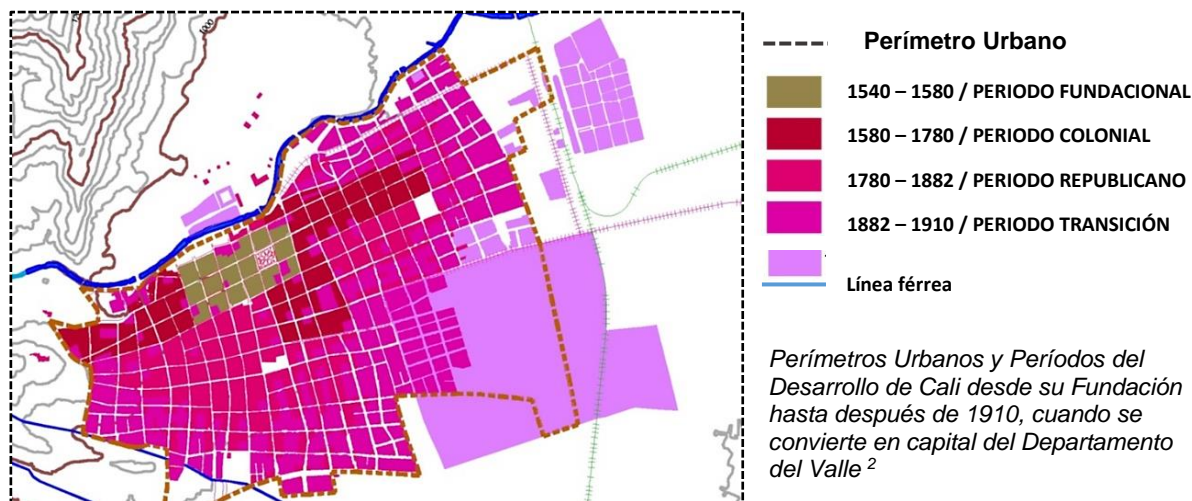 1000
Perímetro Urbano
1540 – 1580 / PERIODO FUNDACIONAL
1580 – 1780 / PERIODO COLONIAL
1780 – 1882 / PERIODO REPUBLICANO
1882 – 1910 / PERIODO TRANSICIÓN
Línea férrea
Perímetros Urbanos y Períodos del
Desarrollo de Cali desde su Fundación
hasta después de 1910, cuando se
convierte en capital del Departamento
del Valle ²